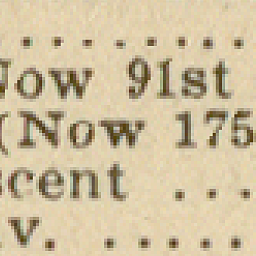 . . . . . . . .
Now 91st
(Now 175
scent . . .
v. . . . . .